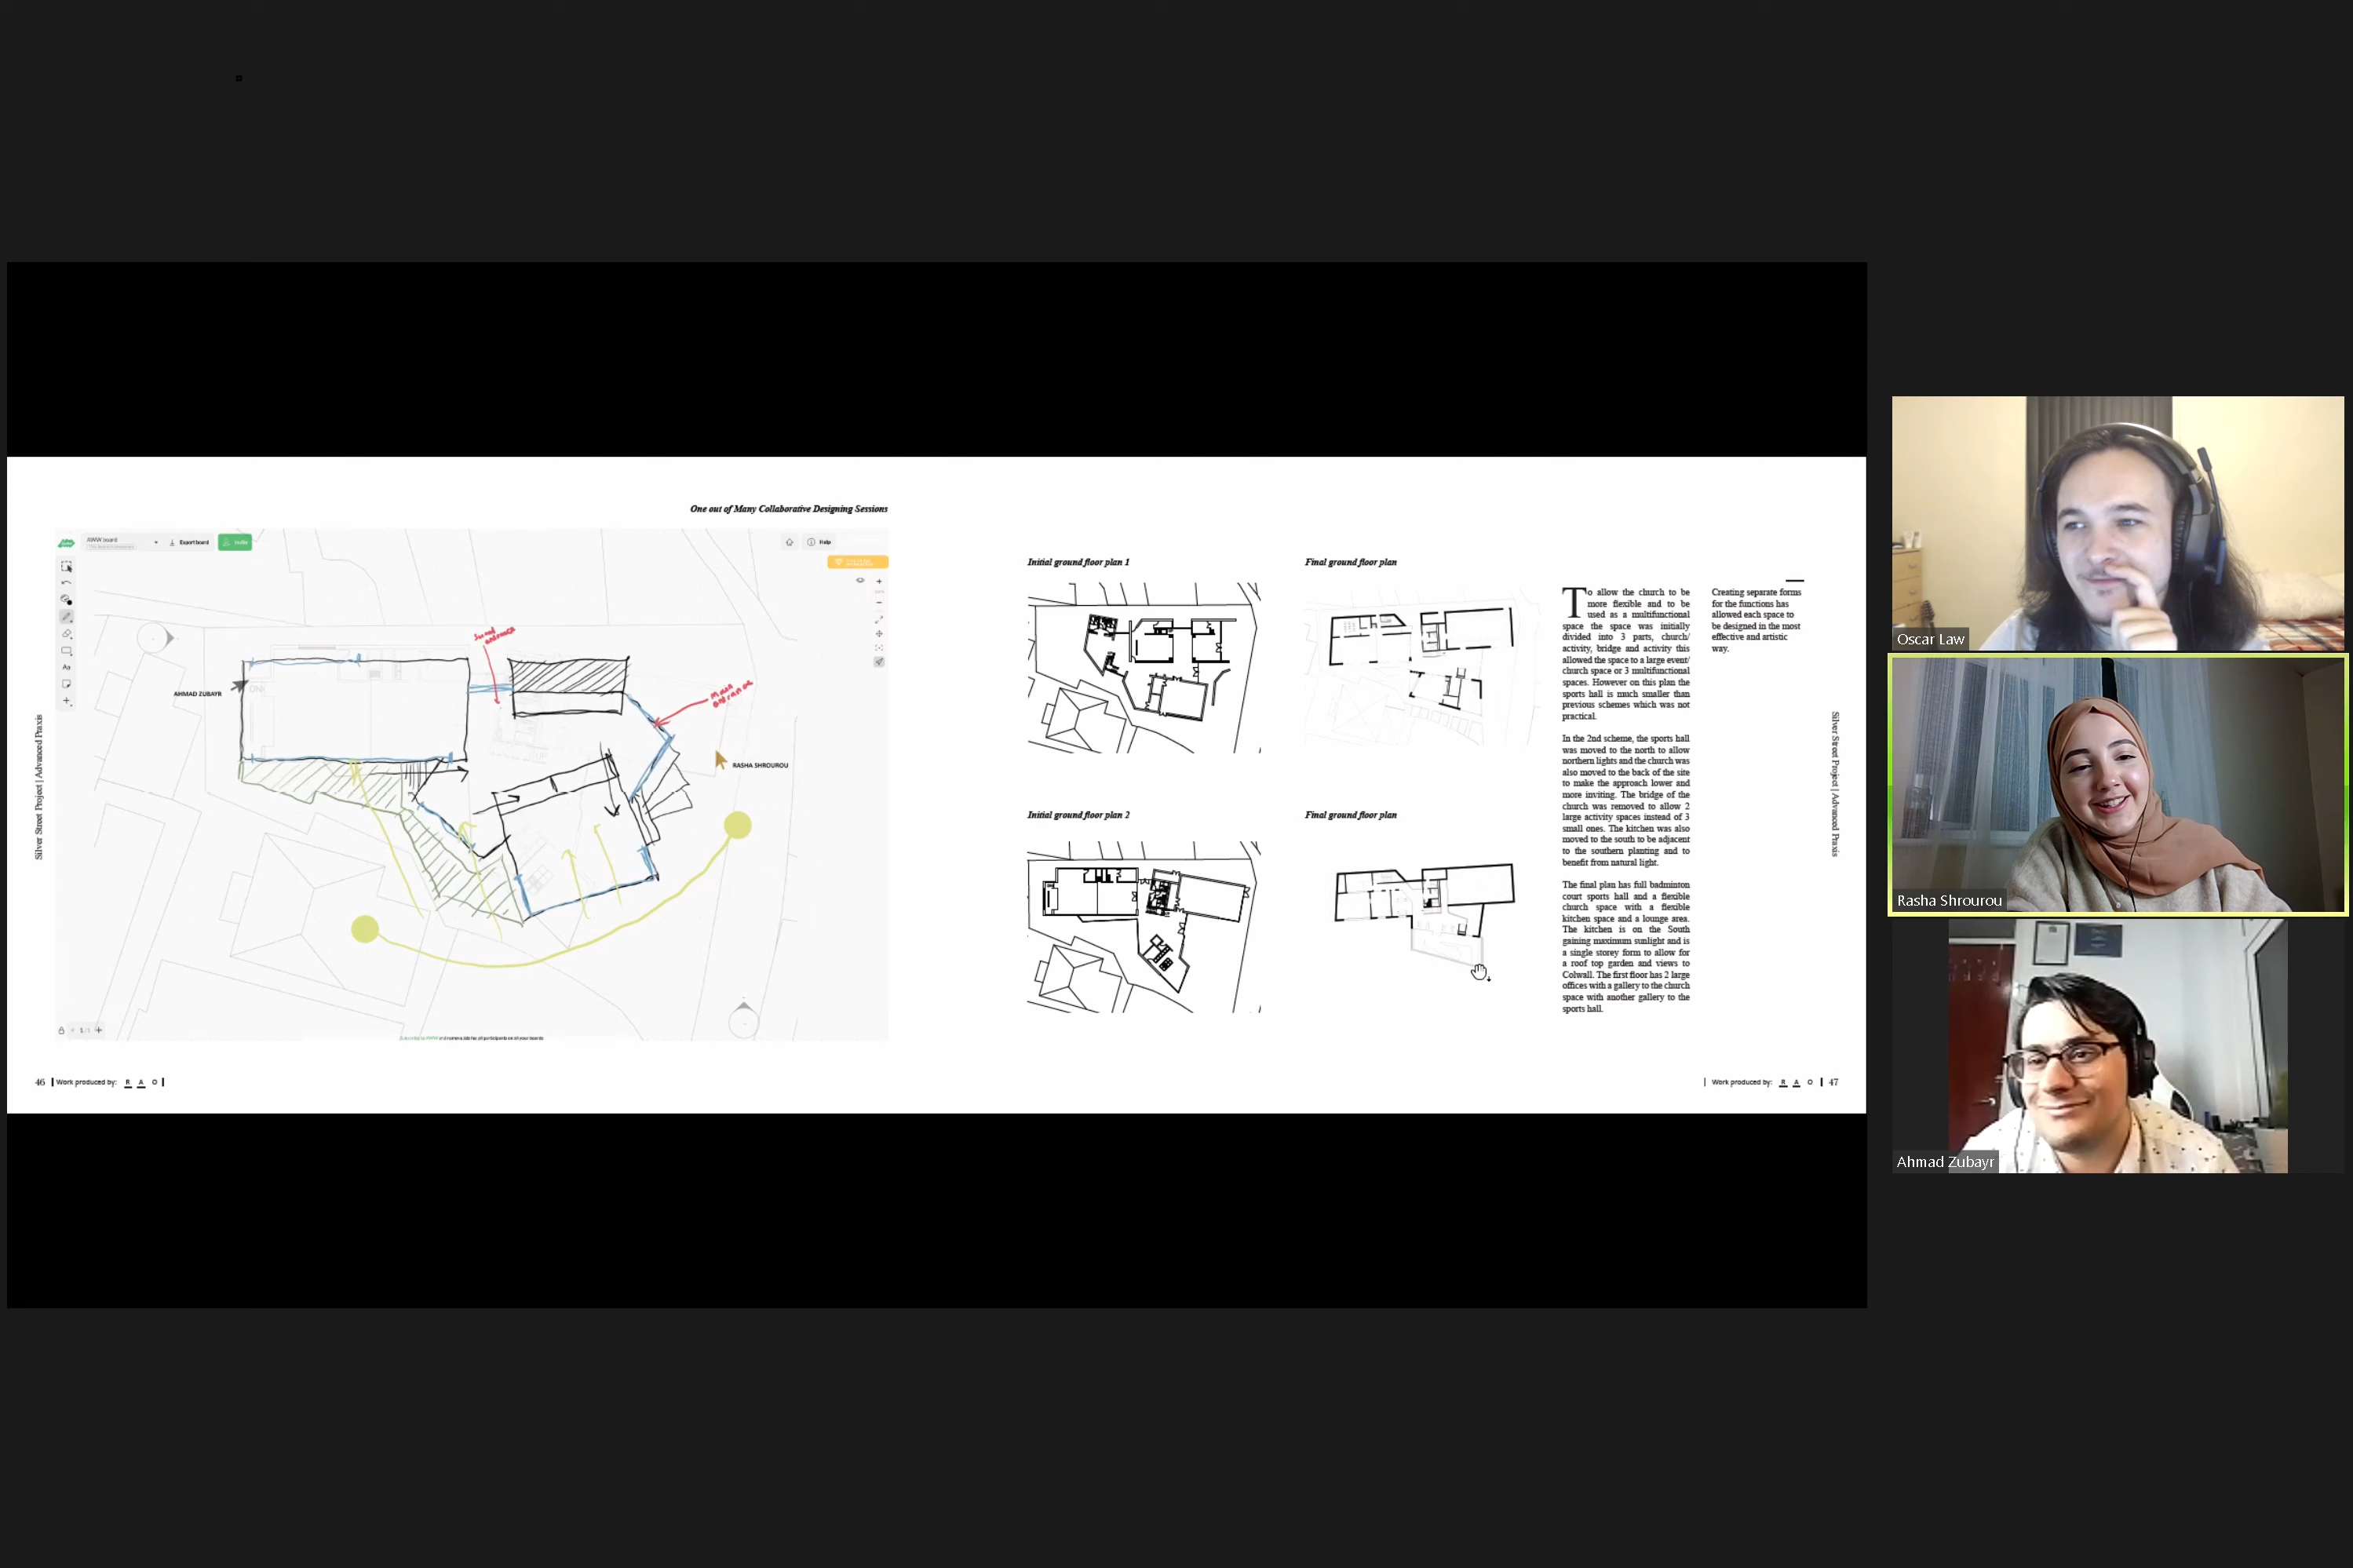 One out of Many Collaborative Designing Sessions
AWW board
Export board
Invite
Help
Aa
AHMAD ZUBAYR
RASHA SHROUROU
main
1/1
Silver Street Project | Advanced Praxis
46 | Work produced by: R A O |
Initial ground floor plan 1
Final ground floor plan
Initial ground floor plan 2
Final ground floor plan
To allow the church to be
more flexible and to be
used as a multifunctional
space the space was initially
divided into 3 parts, church/
activity, bridge and activity this
allowed the space to a large event/
church space or 3 multifunctional
spaces. However on this plan the
sports hall is much smaller than
previous schemes which was not
practical.
In the 2nd scheme, the sports hall
was moved to the north to allow
northern lights and the church was
also moved to the back of the site
to make the approach lower and
more inviting. The bridge of the
church was removed to allow 2
large activity spaces instead of 3
small ones. The kitchen was also
moved to the south to be adjacent
to the southern planting and to
benefit from natural light.
The final plan has full badminton
court sports hall and a flexible
church space with a flexible
kitchen space and a lounge area.
The kitchen is on the South
gaining maximum sunlight and is
a single storey form to allow for
a roof top garden and views to
Colwall. The first floor has 2 large
offices with a gallery to the church
space with another gallery to the
sports hall.
Creating separate forms
for the functions has
allowed each space to
be designed in the most
effective and artistic
way.
Silver Street Project | Advanced Praxis
| Work produced by: R A O | 47
Oscar Law
Rasha Shrourou
Ahmad Zubayr